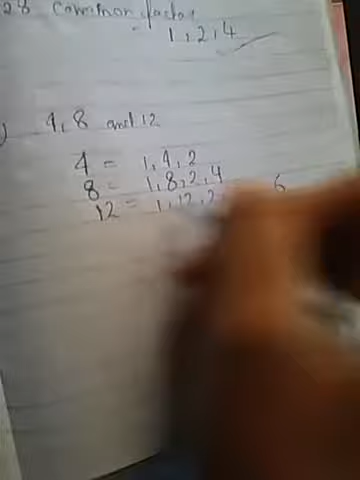 28 common factor
= 1, 2, 4
) 4, 8 and 12
4 = 1, 4, 2
8 = 1, 8, 2, 4
12 = 1, 12, 2, 6